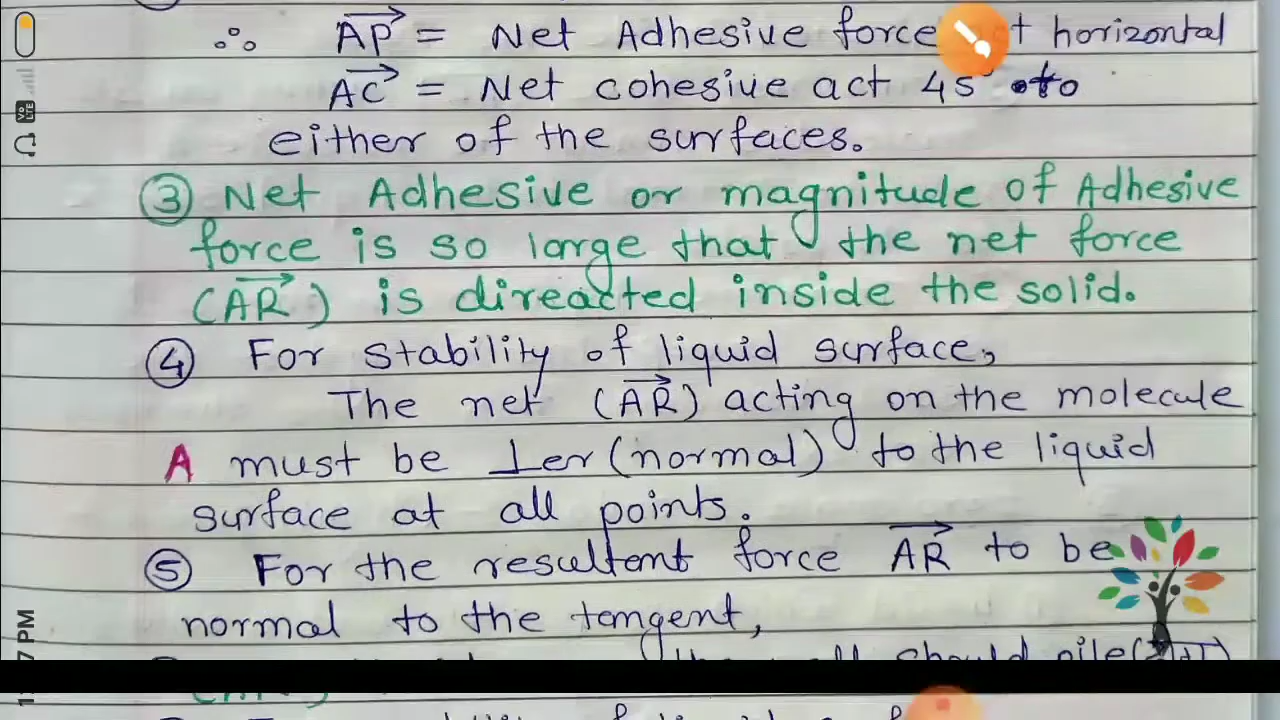 ∴ AP→ = Net Adhesive force t horizontal
AC→ = Net cohesive act 45° to
either of the surfaces.
③ Net Adhesive or magnitude of Adhesive
force is so large that the net force
(AR→) is direacted inside the solid.
④ For stability of liquid surface,
The net (AR→) acting on the molecule
A must be ⊥er (normal) to the liquid
surface at all points.
⑤ For the resultent force AR→ to be
normal to the tangent,
should pile